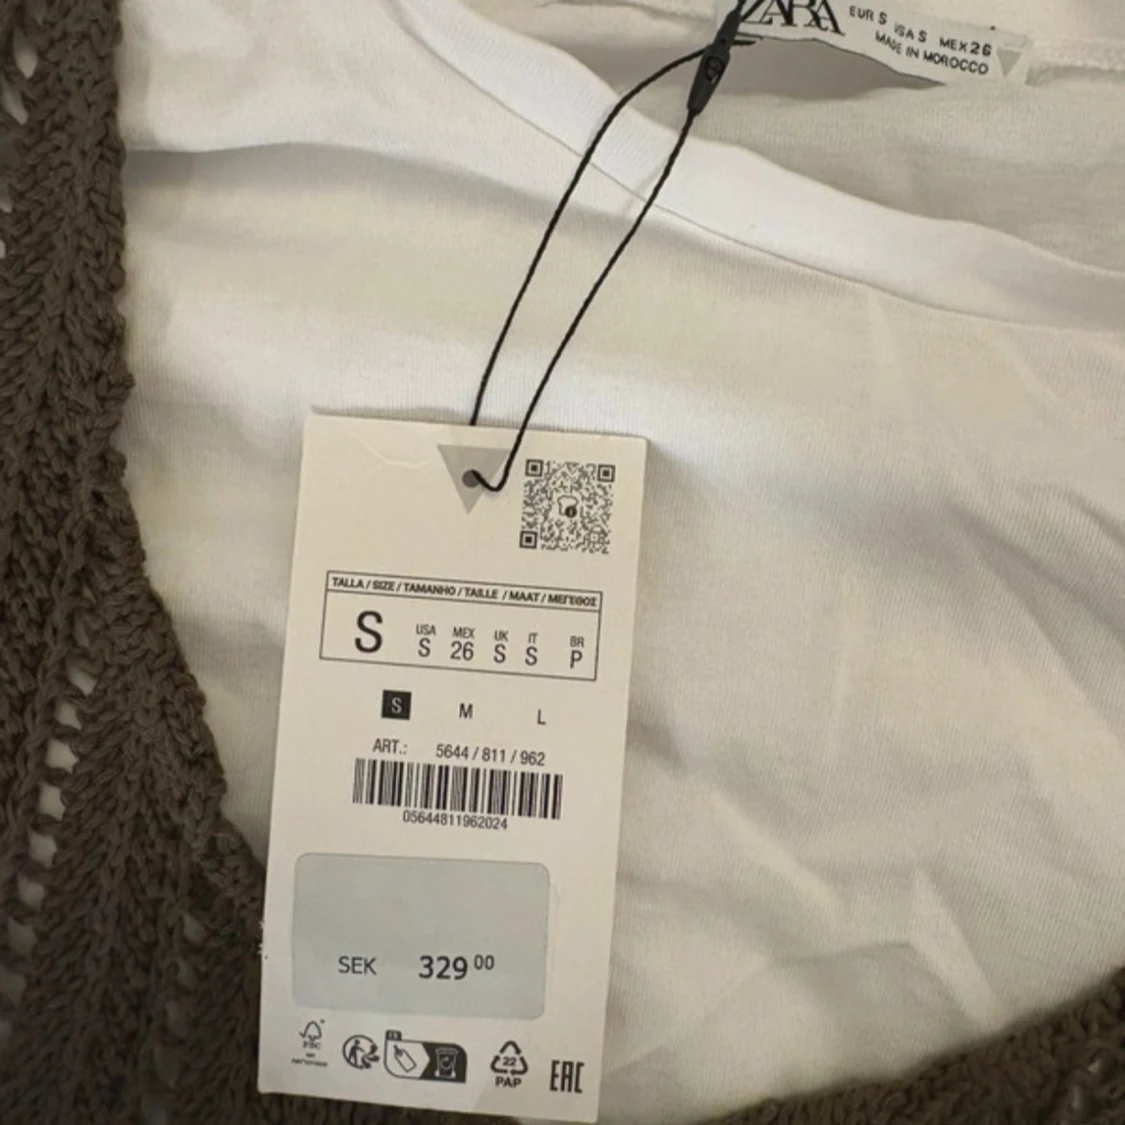 ZARA
EUR S USA S MEX 26
MADE IN MOROCCO
TALLA / SIZE / TAMANHO / TAILLE / MAAT / ΜΕΓΕΘΟΣ
S USA S MEX 26 UK S IT S BR P
S M L
ART.: 5644 / 811 / 962
05644811962024
SEK 329 00
FSC
22
PAP
EAC